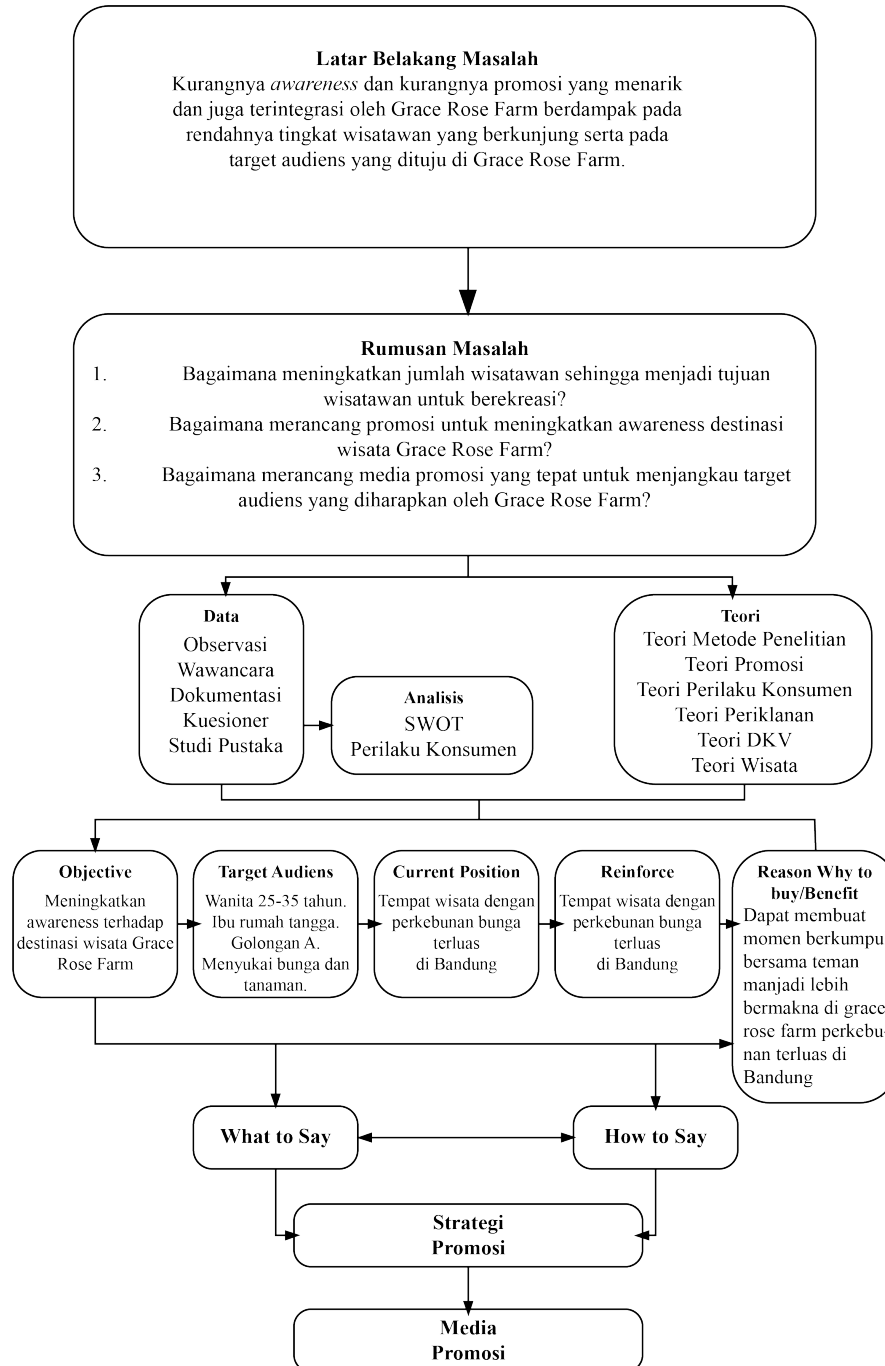 Latar Belakang Masalah
Kurangnya awareness dan kurangnya promosi yang menarik
dan juga terintegrasi oleh Grace Rose Farm berdampak pada
rendahnya tingkat wisatawan yang berkunjung serta pada
target audiens yang dituju di Grace Rose Farm.
Rumusan Masalah
1. Bagaimana meningkatkan jumlah wisatawan sehingga menjadi tujuan
wisatawan untuk berekreasi?
2. Bagaimana merancang promosi untuk meningkatkan awareness destinasi
wisata Grace Rose Farm?
3. Bagaimana merancang media promosi yang tepat untuk menjangkau target
audiens yang diharapkan oleh Grace Rose Farm?
Data
Observasi
Wawancara
Dokumentasi
Kuesioner
Studi Pustaka
Analisis
SWOT
Perilaku Konsumen
Teori
Teori Metode Penelitian
Teori Promosi
Teori Perilaku Konsumen
Teori Periklanan
Teori DKV
Teori Wisata
Objective
Meningkatkan
awareness terhadap
destinasi wisata Grace
Rose Farm
Target Audiens
Wanita 25-35 tahun.
Ibu rumah tangga.
Golongan A.
Menyukai bunga dan
tanaman.
Current Position
Tempat wisata dengan
perkebunan bunga
terluas
di Bandung
Reinforce
Tempat wisata dengan
perkebunan bunga
terluas
di Bandung
Reason Why to
buy/Benefit
Dapat membuat
momen berkumpu
bersama teman
manjadi lebih
bermakna di grace
rose farm perkebu-
nan terluas di
Bandung
What to Say
How to Say
Strategi
Promosi
Media
Promosi